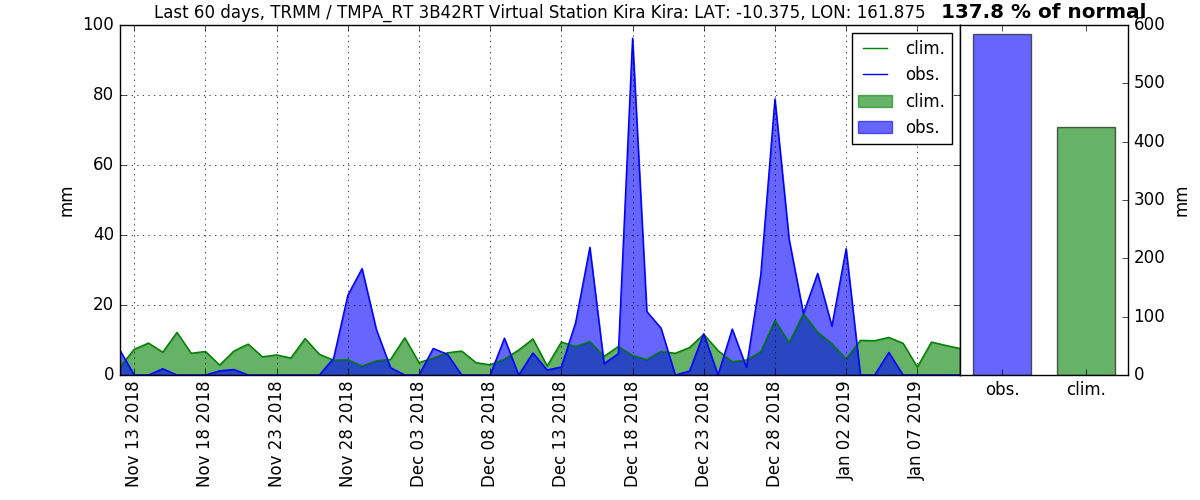 Last 60 days, TRMM / TMPA_RT 3B42RT Virtual Station Kira Kira: LAT: -10.375, LON: 161.875
137.8 % of normal
100
80
60
40
20
0
mm
clim.
obs.
clim.
obs.
Nov 13 2018
Nov 18 2018
Nov 23 2018
Nov 28 2018
Dec 03 2018
Dec 08 2018
Dec 13 2018
Dec 18 2018
Dec 23 2018
Dec 28 2018
Jan 02 2019
Jan 07 2019
600
500
400
300
200
100
0
mm
obs.
clim.